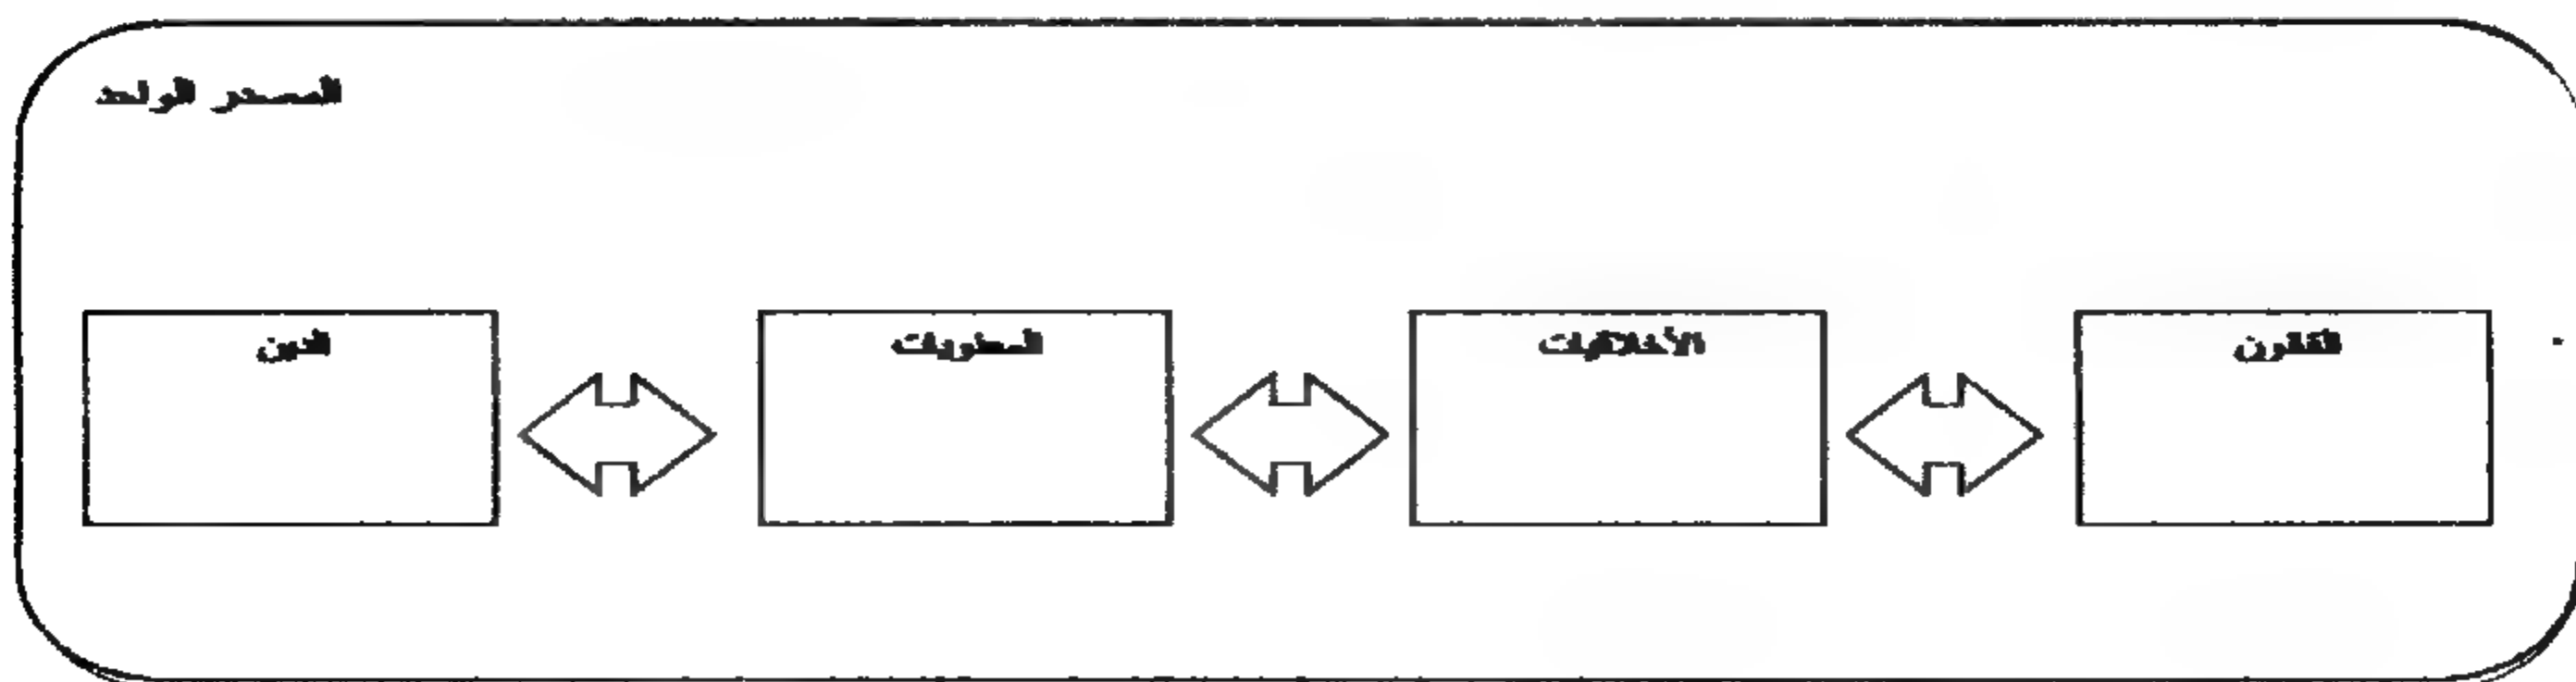 المصدر الواحد
القانون
الأخلاقيات
المعنويات
الدين